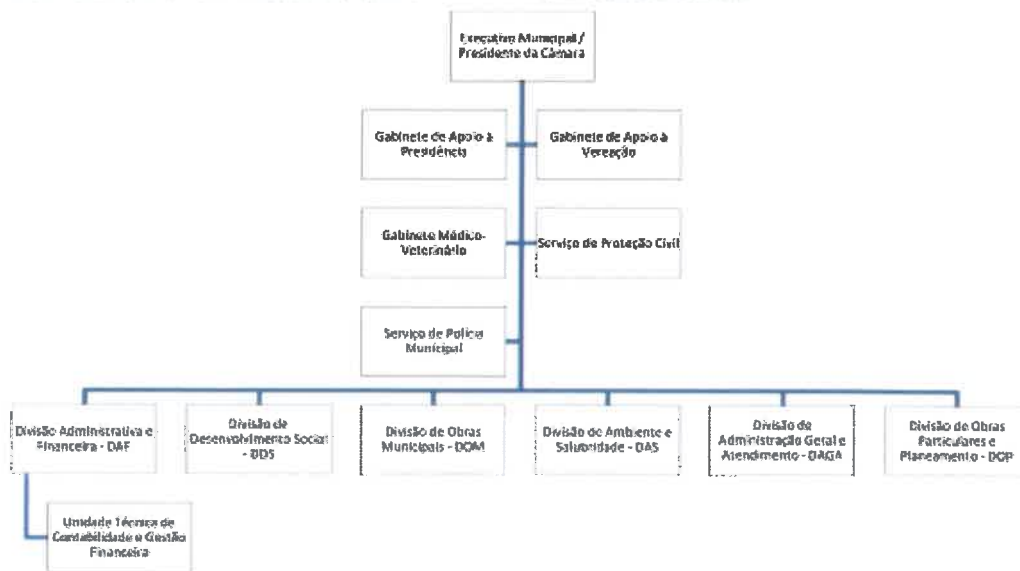 Executivo Municipal /
Presidente da Câmara
Gabinete de Apoio à
Presidência
Gabinete de Apoio à
Vereação
Gabinete Médico-
Veterinário
Serviço de Proteção Civil
Serviço de Polícia
Municipal
Divisão Administrativa e
Financeira - DAF
Divisão de
Desenvolvimento Social
- DDS
Divisão de Obras
Municipais - DOM
Divisão de Ambiente e
Salubridade - DAS
Divisão de
Administração Geral e
Atendimento - DAGA
Divisão de Obras
Particulares e
Planeamento - DOP
Unidade Técnica de
Contabilidade e Gestão
Financeira